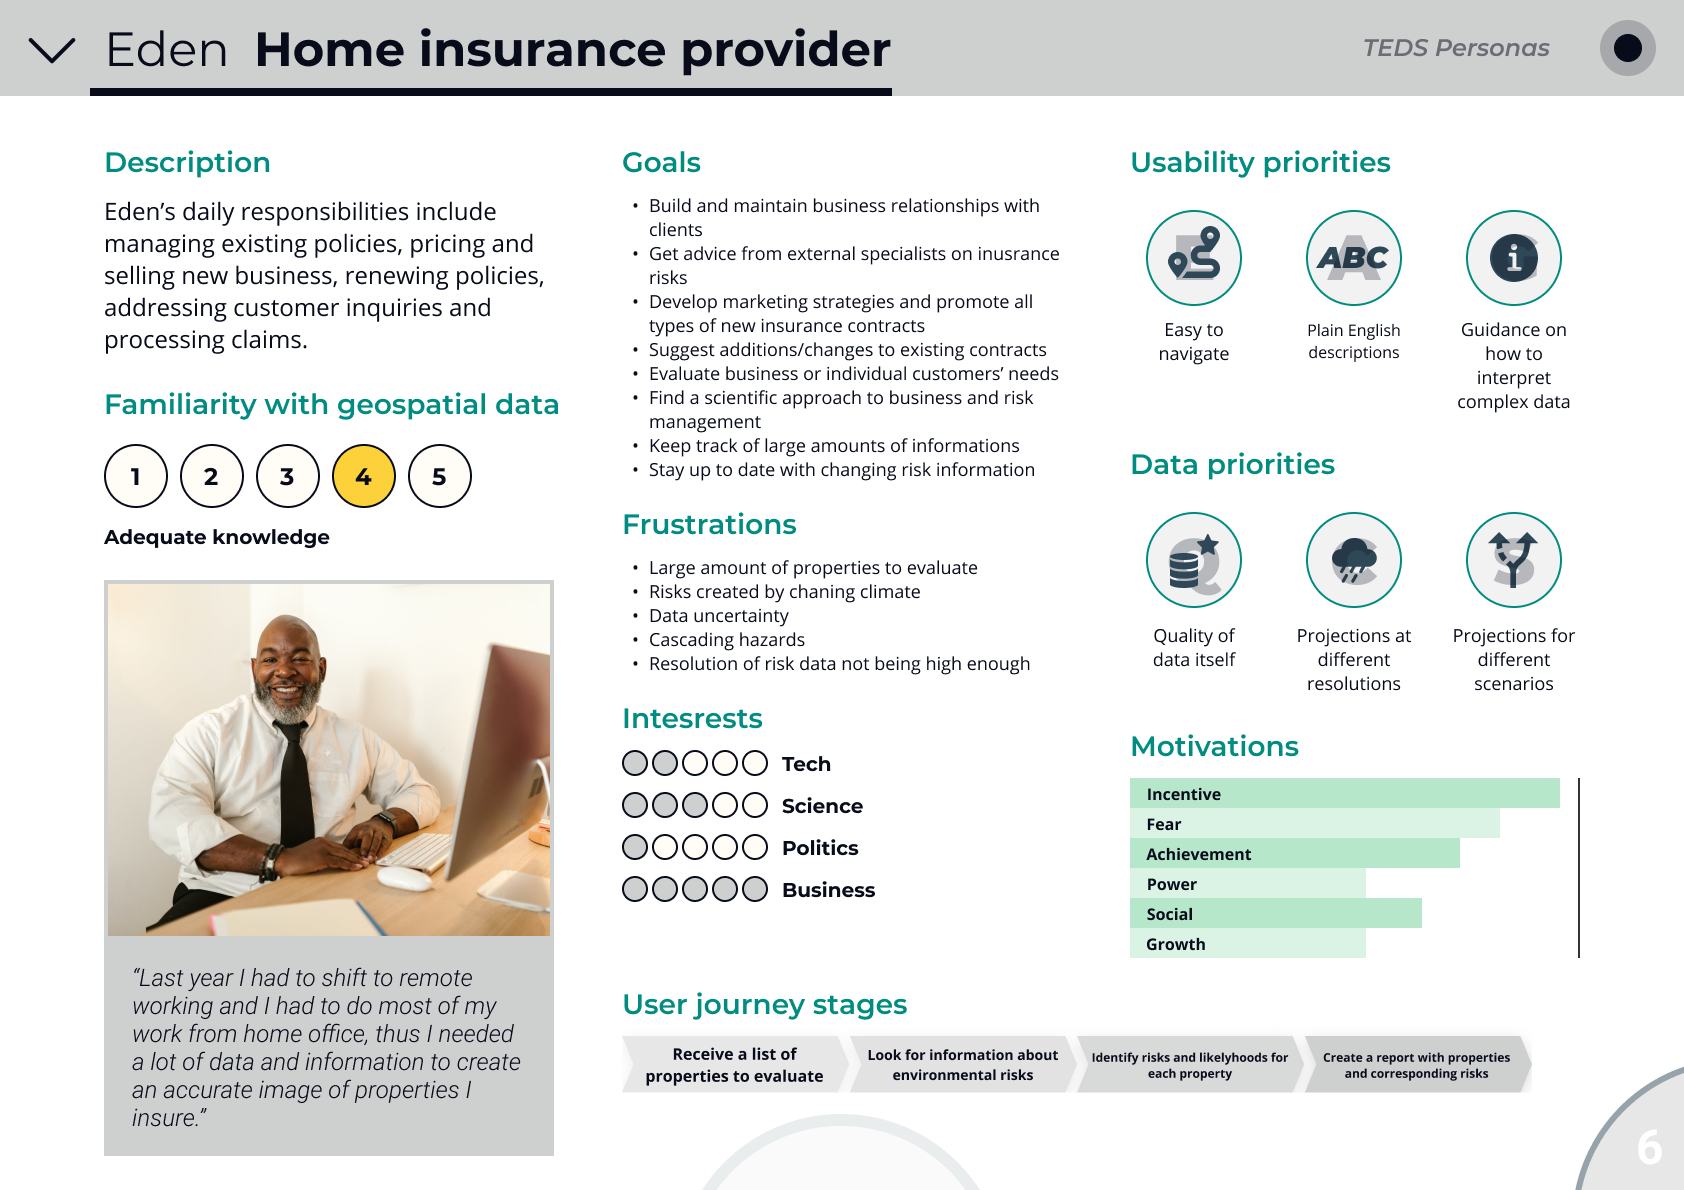 Eden Home insurance provider
TEDS Personas
Description
Eden’s daily responsibilities include
managing existing policies, pricing and
selling new business, renewing policies,
addressing customer inquiries and
processing claims.
Familiarity with geospatial data
1 2 3 4 5
Adequate knowledge
“Last year I had to shift to remote
working and I had to do most of my
work from home office, thus I needed
a lot of data and information to create
an accurate image of properties I
insure.”
Goals
• Build and maintain business relationships with
clients
• Get advice from external specialists on inusrance
risks
• Develop marketing strategies and promote all
types of new insurance contracts
• Suggest additions/changes to existing contracts
• Evaluate business or individual customers’ needs
• Find a scientific approach to business and risk
management
• Keep track of large amounts of informations
• Stay up to date with changing risk information
Frustrations
• Large amount of properties to evaluate
• Risks created by chaning climate
• Data uncertainty
• Cascading hazards
• Resolution of risk data not being high enough
Intesrests
Tech
Science
Politics
Business
Usability priorities
E
Easy to
navigate
A
ABC
Plain English
descriptions
G
i
Guidance on
how to
interpret
complex data
Data priorities
Q
Quality of
data itself
C
Projections at
different
resolutions
S
Projections for
different
scenarios
Motivations
Incentive
Fear
Achievement
Power
Social
Growth
User journey stages
Receive a list of
properties to evaluate
Look for information about
environmental risks
Identify risks and likelyhoods for
each property
Create a report with properties
and corresponding risks
6